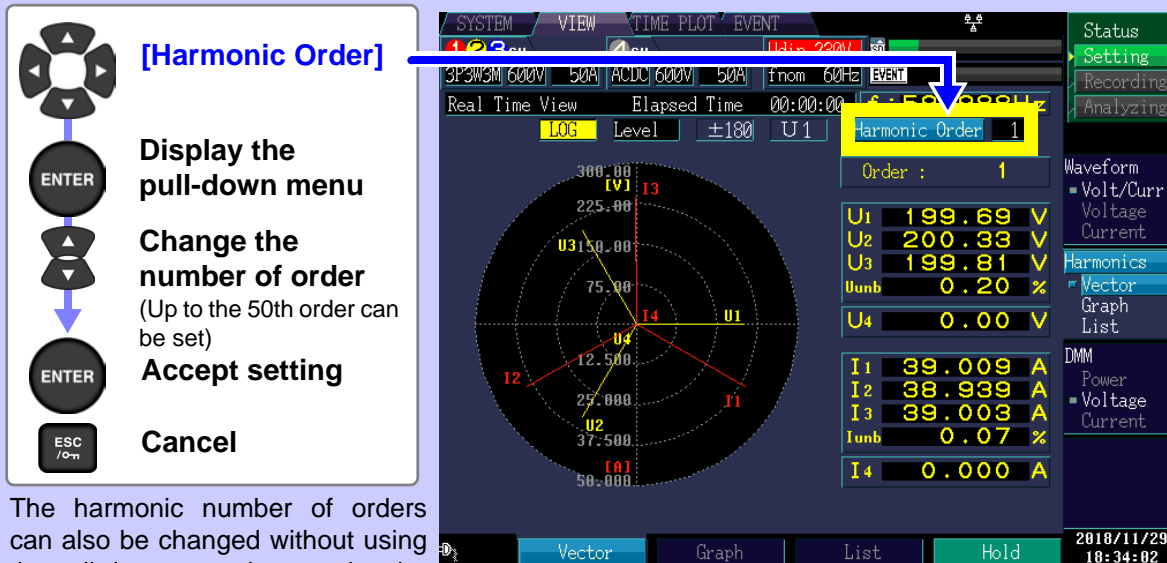 [Harmonic Order]
ENTER
Display the
pull-down menu
Change the
number of order
(Up to the 50th order can
be set)
ENTER
Accept setting
ESC
Cancel
The harmonic number of orders
can also be changed without using
SYSTEM VIEW TIME PLOT EVENT
1 2 3 4 Udin 230V SD
3P3W3M 600V 50A ACDC 600V 50A fnom 60Hz EVENT
Real Time View Elapsed Time 00:00:00
LOG Level ±180 U1 Harmonic Order 1
Order : 1
300.00
[V]
I3
225.00
U3
150.00
75.00
I4
U1
U4
12.500
I2
25.000
I1
U2
37.500
[A]
50.000
U1 199.69 V
U2 200.33 V
U3 199.81 V
Uunb 0.20 %
U4 0.00 V
I1 39.009 A
I2 38.939 A
I3 39.003 A
Iunb 0.07 %
I4 0.000 A
Status
Setting
Recording
Analyzing
Waveform
Volt/Curr
Voltage
Current
Harmonics
Vector
Graph
List
DMM
Power
Voltage
Current
Vector Graph List Hold
2018/11/29
18:34:02